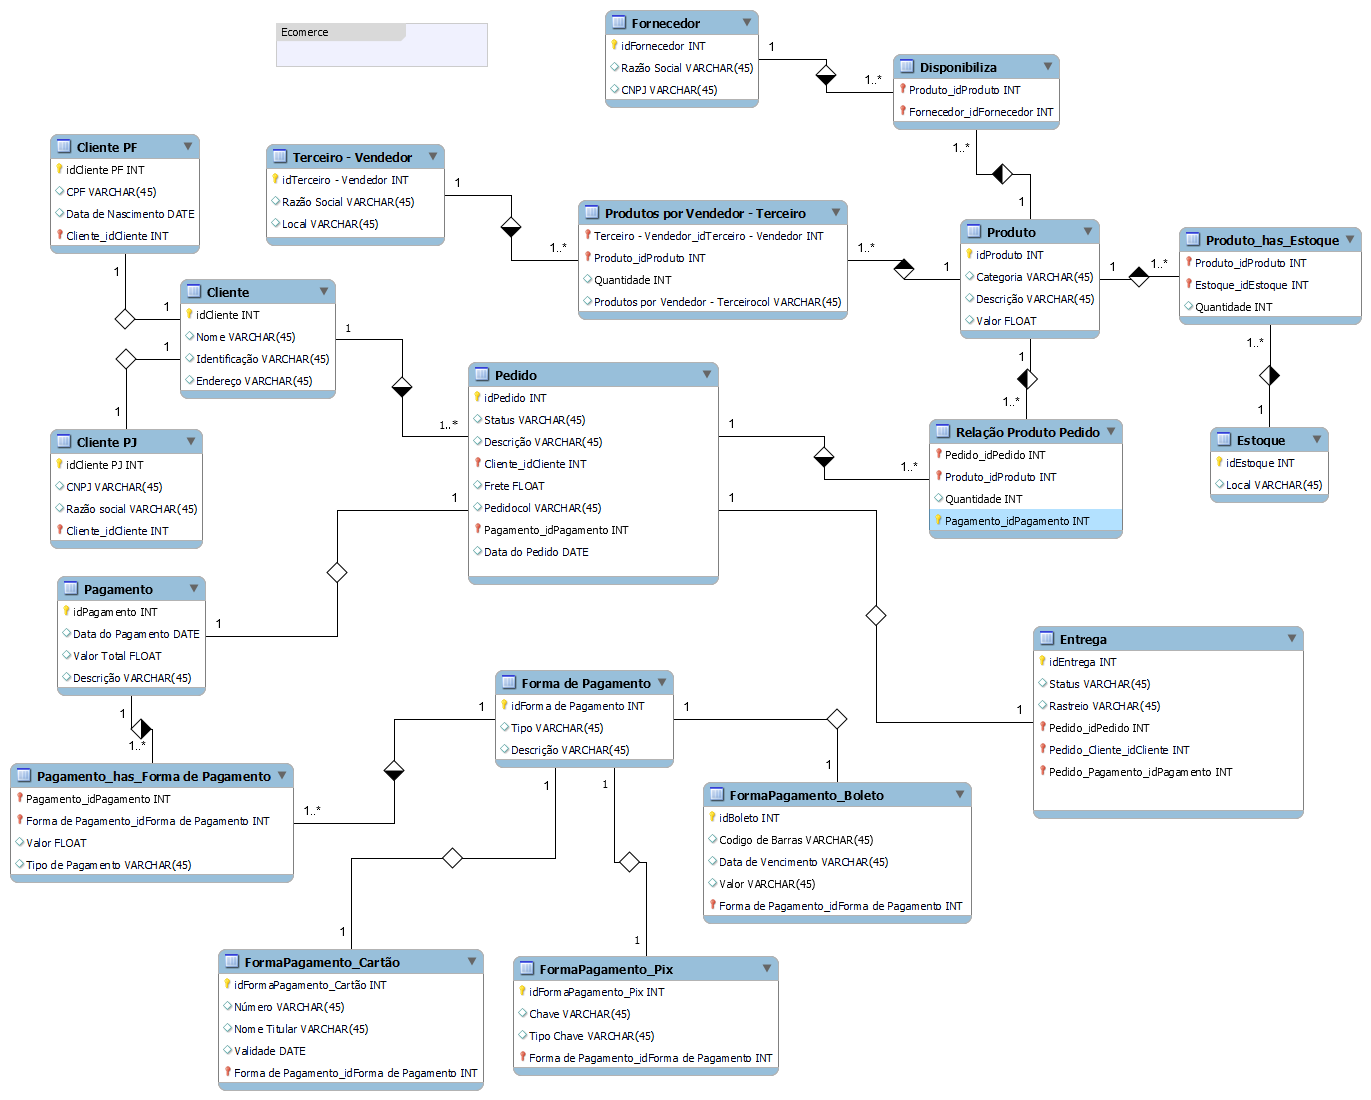 Ecomerce
Fornecedor
idFornecedor INT
Razão Social VARCHAR(45)
CNPJ VARCHAR(45)
1
1..*
Disponibiliza
Produto_idProduto INT
Fornecedor_idFornecedor INT
1..*
1
Cliente PF
idCliente PF INT
CPF VARCHAR(45)
Data de Nascimento DATE
Cliente_idCliente INT
1
1
Terceiro - Vendedor
idTerceiro - Vendedor INT
Razão Social VARCHAR(45)
Local VARCHAR(45)
1
1..*
Produtos por Vendedor - Terceiro
Terceiro - Vendedor_idTerceiro - Vendedor INT
Produto_idProduto INT
Quantidade INT
Produtos por Vendedor - Terceirocol VARCHAR(45)
1..*
1
Produto
idProduto INT
Categoria VARCHAR(45)
Descrição VARCHAR(45)
Valor FLOAT
1
1..*
Produto_has_Estoque
Produto_idProduto INT
Estoque_idEstoque INT
Quantidade INT
1..*
1
Cliente
idCliente INT
Nome VARCHAR(45)
Identificação VARCHAR(45)
Endereço VARCHAR(45)
1
1..*
1
1
Cliente PJ
idCliente PJ INT
CNPJ VARCHAR(45)
Razão social VARCHAR(45)
Cliente_idCliente INT
Pedido
idPedido INT
Status VARCHAR(45)
Descrição VARCHAR(45)
Cliente_idCliente INT
Frete FLOAT
Pedidocol VARCHAR(45)
Pagamento_idPagamento INT
Data do Pedido DATE
1
1..*
1
1..*
Relação Produto Pedido
Pedido_idPedido INT
Produto_idProduto INT
Quantidade INT
Pagamento_idPagamento INT
Estoque
idEstoque INT
Local VARCHAR(45)
1
1
1
1
Pagamento
idPagamento INT
Data do Pagamento DATE
Valor Total FLOAT
Descrição VARCHAR(45)
1
1..*
Entrega
idEntrega INT
Status VARCHAR(45)
Rastreio VARCHAR(45)
Pedido_idPedido INT
Pedido_Cliente_idCliente INT
Pedido_Pagamento_idPagamento INT
Forma de Pagamento
idForma de Pagamento INT
Tipo VARCHAR(45)
Descrição VARCHAR(45)
1
1..*
1
1
Pagamento_has_Forma de Pagamento
Pagamento_idPagamento INT
Forma de Pagamento_idForma de Pagamento INT
Valor FLOAT
Tipo de Pagamento VARCHAR(45)
FormaPagamento_Boleto
idBoleto INT
Codigo de Barras VARCHAR(45)
Data de Vencimento VARCHAR(45)
Valor VARCHAR(45)
Forma de Pagamento_idForma de Pagamento INT
1
1
1
1
FormaPagamento_Cartão
idFormaPagamento_Cartão INT
Número VARCHAR(45)
Nome Titular VARCHAR(45)
Validade DATE
Forma de Pagamento_idForma de Pagamento INT
FormaPagamento_Pix
idFormaPagamento_Pix INT
Chave VARCHAR(45)
Tipo Chave VARCHAR(45)
Forma de Pagamento_idForma de Pagamento INT